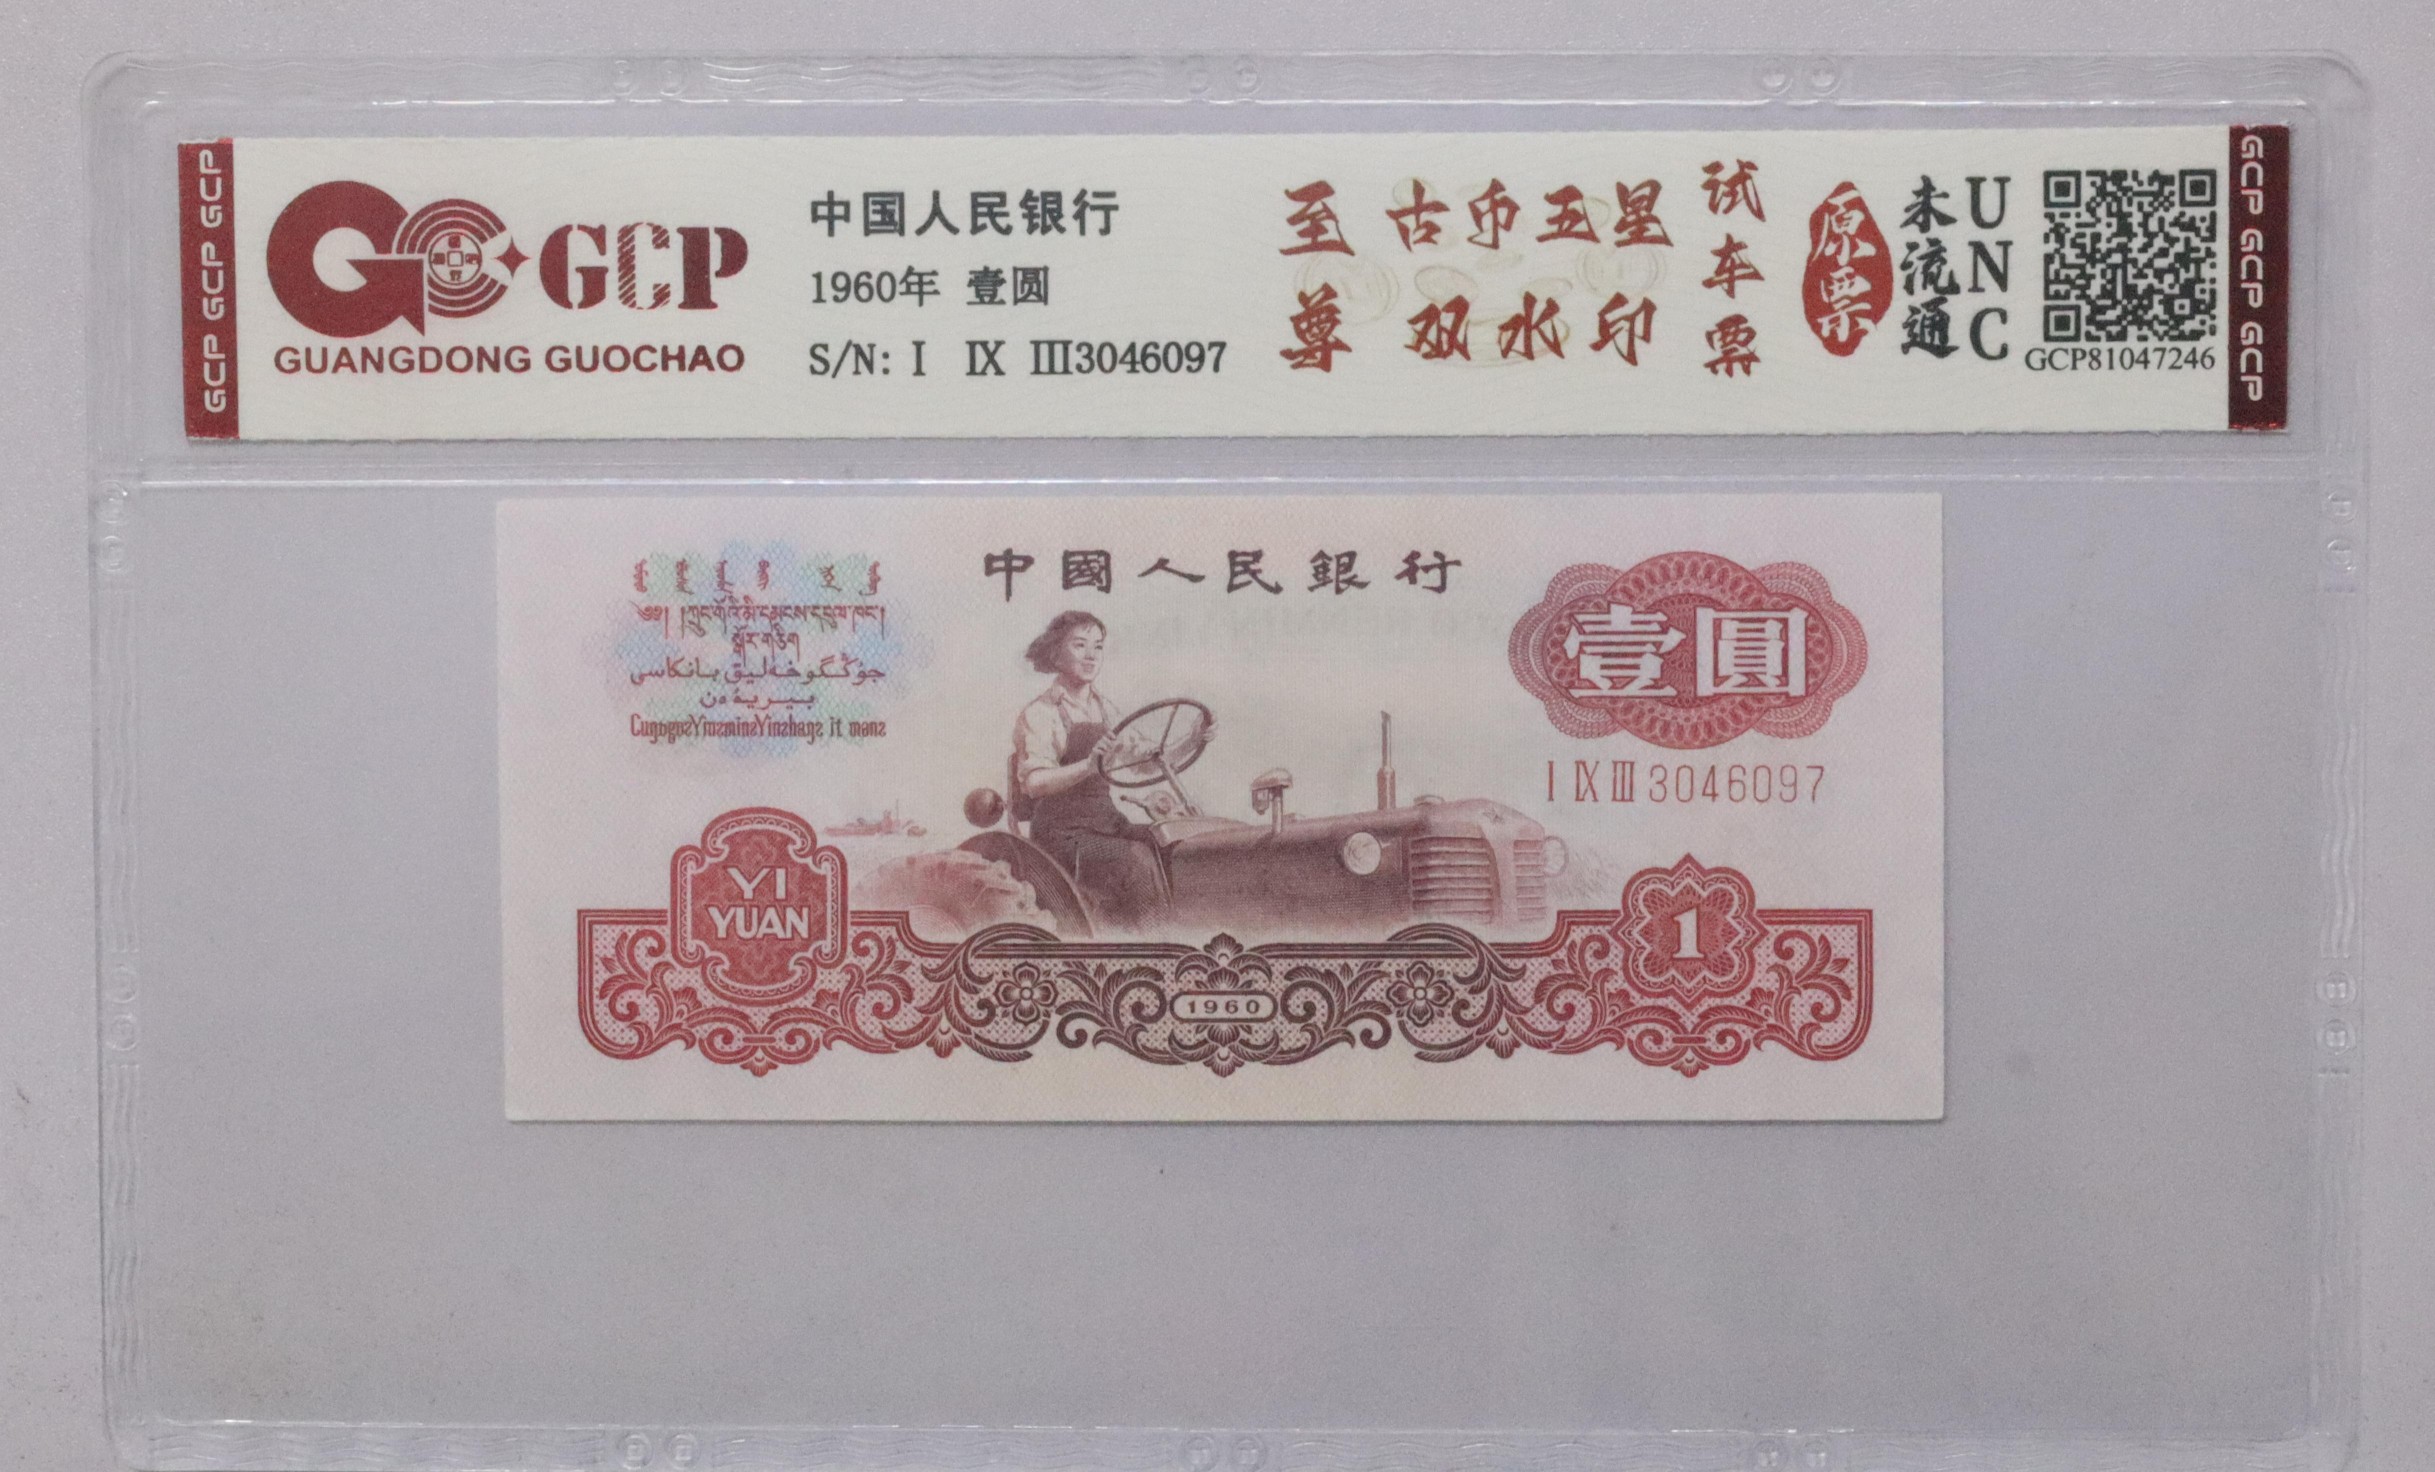 GCP GCP GCP
GCP
GUANGDONG GUOCHAO
中国人民银行
1960年 壹圆
S/N: I IX III3046097
至尊
古币五星
双水印
试车票
原票
未流通
UNC
GCP81047246
GCP GCP GCP
中國人民銀行
壹圓
I IX III 3046097
YI
YUAN
1960
1